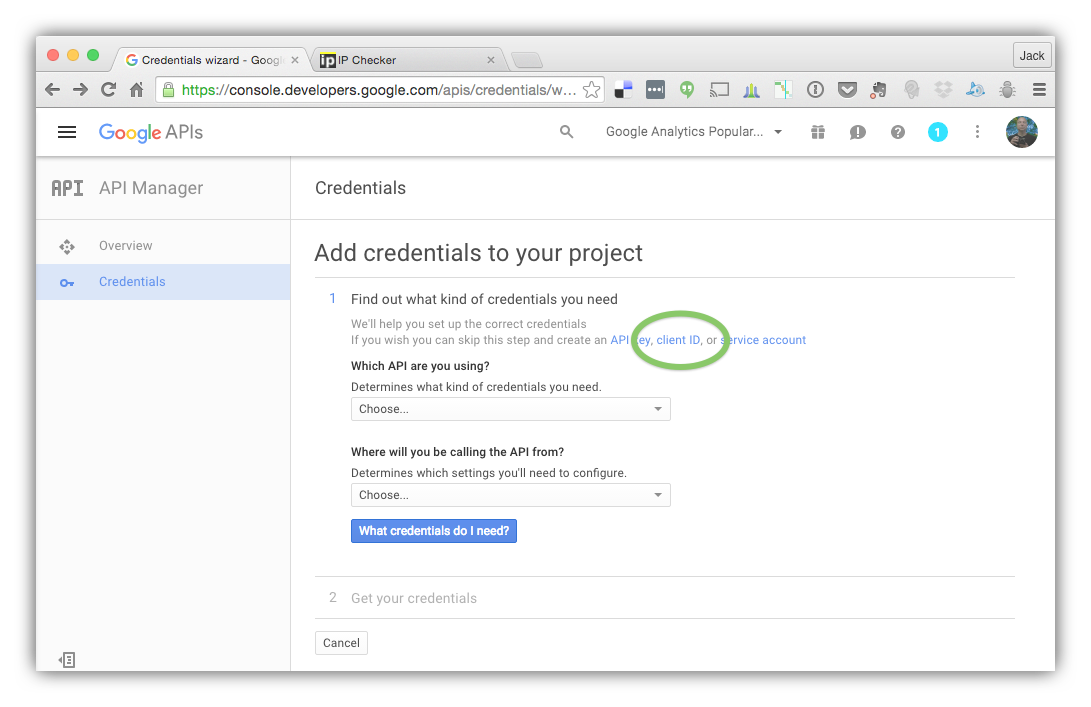 Credentials wizard - Googl
ip IP Checker
Jack
https://console.developers.google.com/apis/credentials/w...
Google APIs
Google Analytics Popular...
1
API API Manager
Credentials
Overview
Credentials
Add credentials to your project
1 Find out what kind of credentials you need
We'll help you set up the correct credentials
If you wish you can skip this step and create an API key, client ID, or service account
Which API are you using?
Determines what kind of credentials you need.
Choose...
Where will you be calling the API from?
Determines which settings you'll need to configure.
Choose...
What credentials do I need?
2 Get your credentials
Cancel